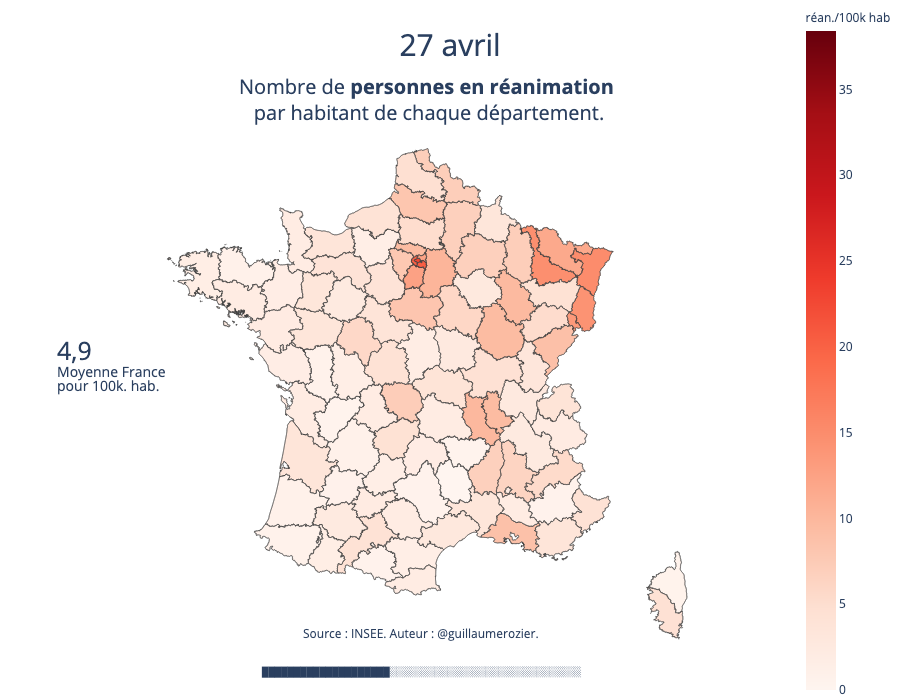 27 avril
Nombre de personnes en réanimation
par habitant de chaque département.
4,9
Moyenne France
pour 100k. hab.
Source : INSEE. Auteur : @guillaumerozier.
réan./100k hab
35
30
25
20
15
10
5
0